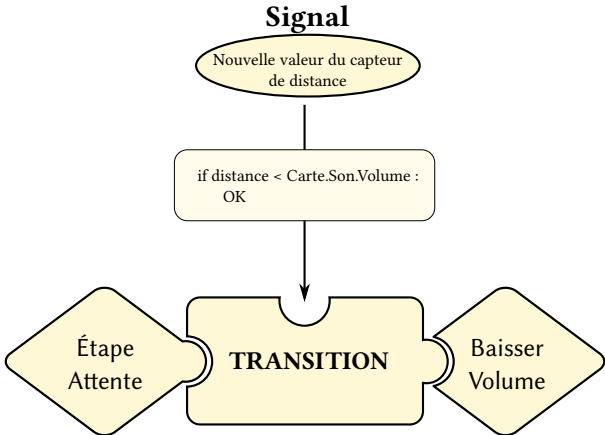 Signal
Nouvelle valeur du capteur
de distance
if distance < Carte.Son.Volume :
OK
Étape
Attente
TRANSITION
Baisser
Volume